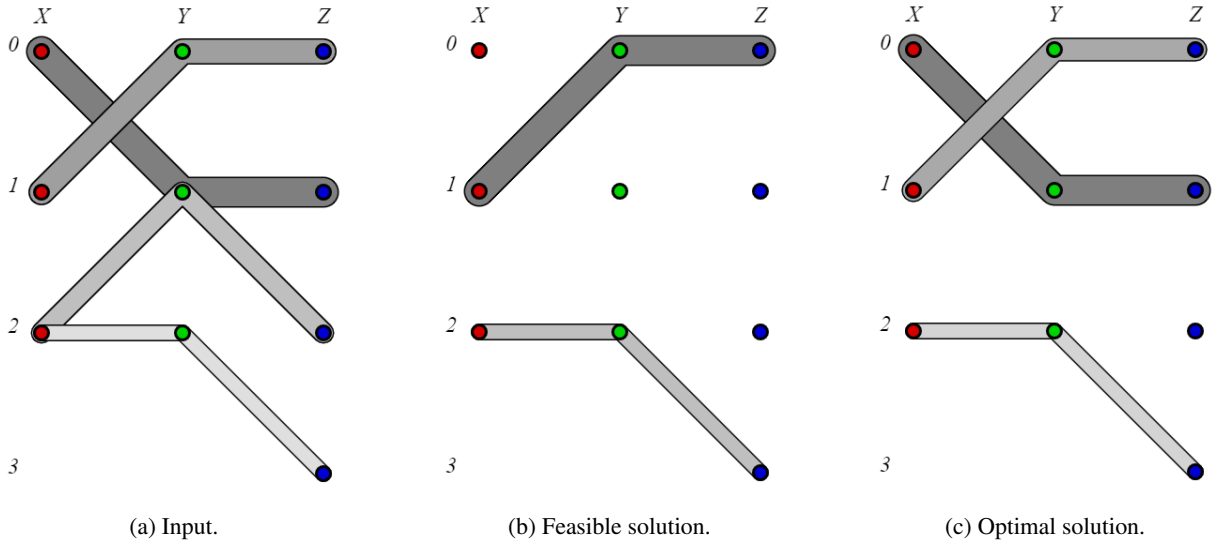 X Y Z
0
1
2
3
(a) Input.
X Y Z
0
1
2
3
(b) Feasible solution.
X Y Z
0
1
2
3
(c) Optimal solution.